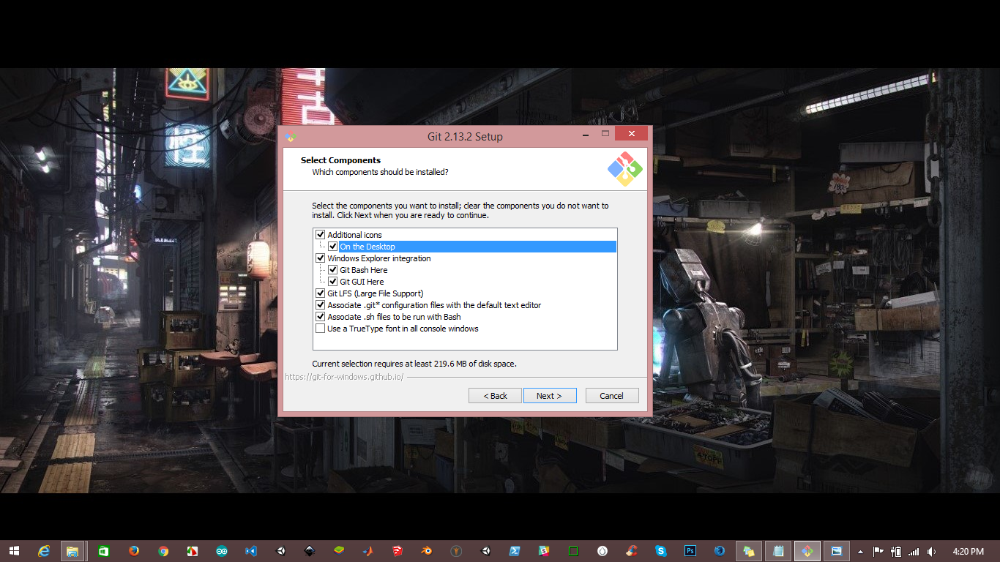 Git 2.13.2 Setup
Select Components
Which components should be installed?
Select the components you want to install; clear the components you do not want to
install. Click Next when you are ready to continue.
Additional icons
On the Desktop
Windows Explorer integration
Git Bash Here
Git GUI Here
Git LFS (Large File Support)
Associate .git* configuration files with the default text editor
Associate .sh files to be run with Bash
Use a TrueType font in all console windows
Current selection requires at least 219.6 MB of disk space.
https://git-for-windows.github.io/
< Back
Next >
Cancel
Ps
4:20 PM